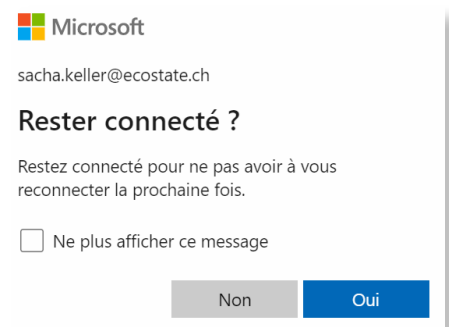 Microsoft
sacha.keller@ecostate.ch
Rester connecté ?
Restez connecté pour ne pas avoir à vous
reconnecter la prochaine fois.
Ne plus afficher ce message
Non Oui